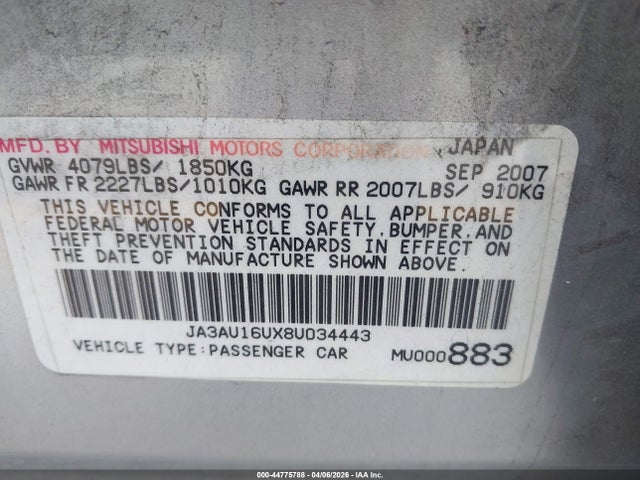 MFD. BY MITSUBISHI MOTORS CORPORATION JAPAN
GVWR 4079LBS/ 1850KG SEP 2007
GAWR FR 2227LBS/1010KG GAWR RR 2007LBS/ 910KG
THIS VEHICLE CONFORMS TO ALL APPLICABLE
FEDERAL MOTOR VEHICLE SAFETY, BUMPER, AND
THEFT PREVENTION STANDARDS IN EFFECT ON
THE DATE OF MANUFACTURE SHOWN ABOVE.
JA3AU16UX8U034443
VEHICLE TYPE:PASSENGER CAR MU000883
000-44775788 - 04/06/2026 - IAA Inc.